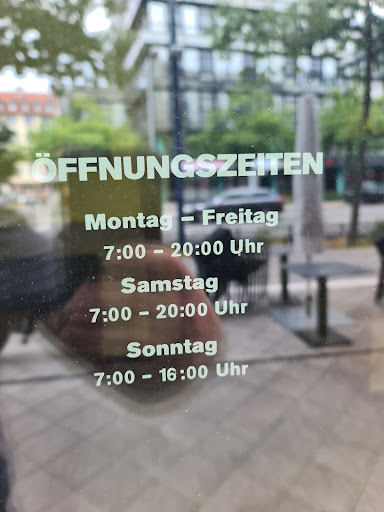 ÖFFNUNGSZEITEN
Montag – Freitag
7:00 – 20:00 Uhr
Samstag
7:00 – 20:00 Uhr
Sonntag
7:00 – 16:00 Uhr